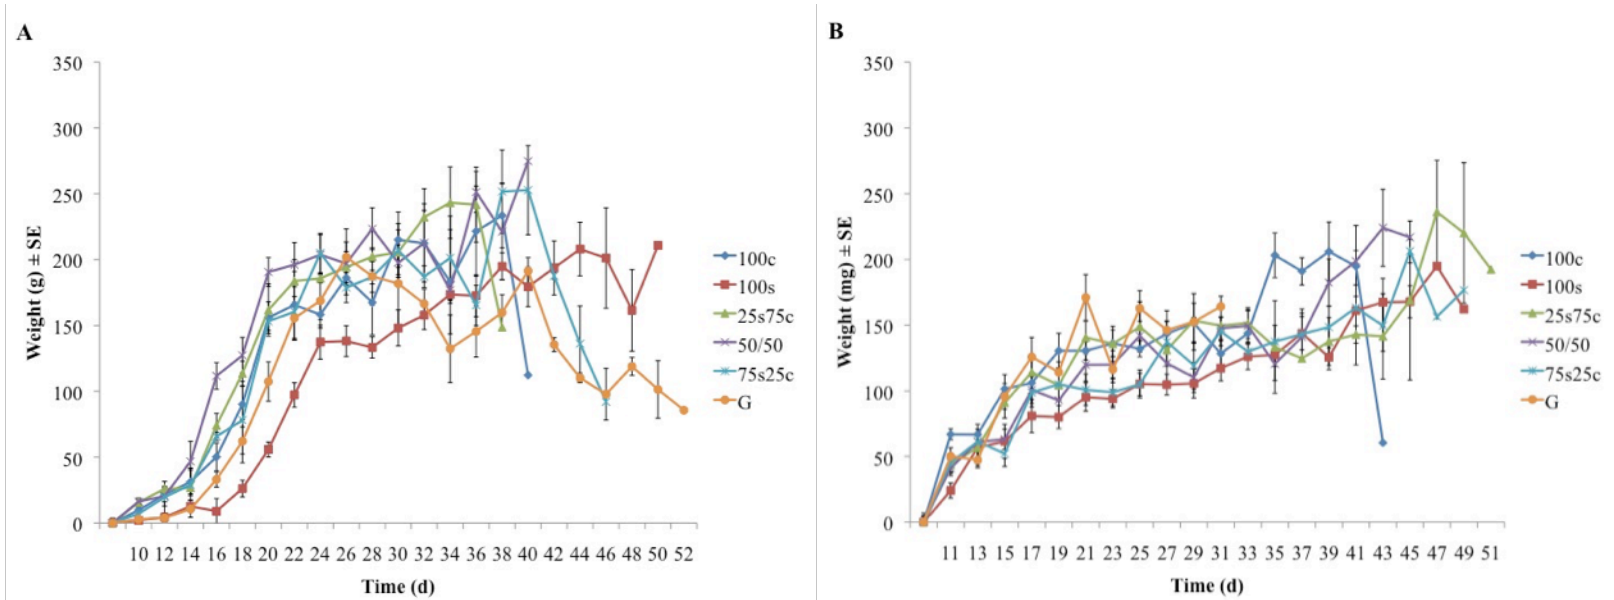 A
350
300
250
200
150
100
50
0
Weight (g) ± SE
10 12 14 16 18 20 22 24 26 28 30 32 34 36 38 40 42 44 46 48 50 52
Time (d)
100c
100s
25s75c
50/50
75s25c
G
B
350
300
250
200
150
100
50
0
Weight (mg) ± SE
11 13 15 17 19 21 23 25 27 29 31 33 35 37 39 41 43 45 47 49 51
Time (d)
100c
100s
25s75c
50/50
75s25c
G